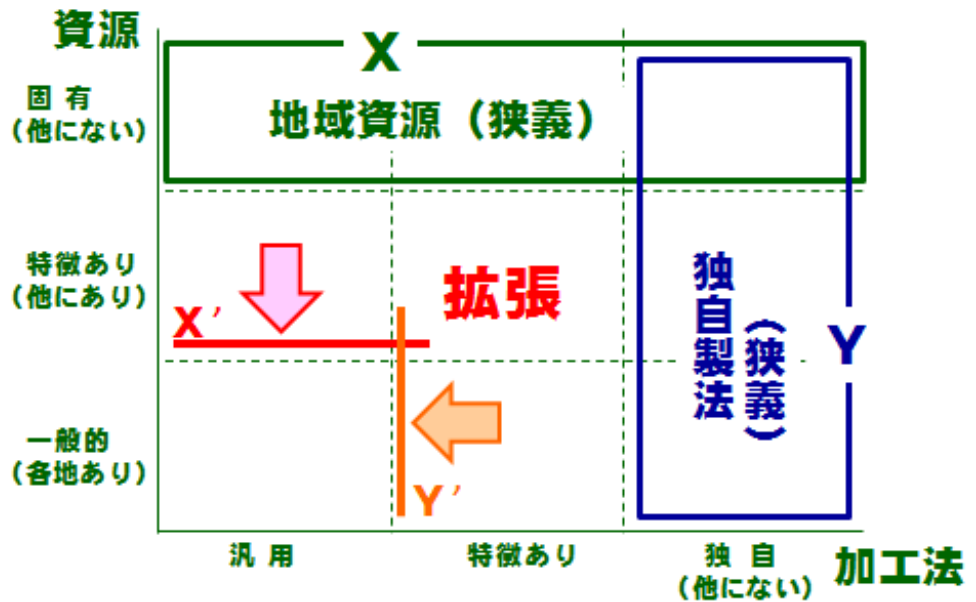 資源
X
固有
(他にない)
地域資源(狭義)
特徴あり
(他にあり)
拡張
X’
独自製法
(狭義)
Y
一般的
(各地あり)
Y’
汎用
特徴あり
独自
(他にない)
加工法